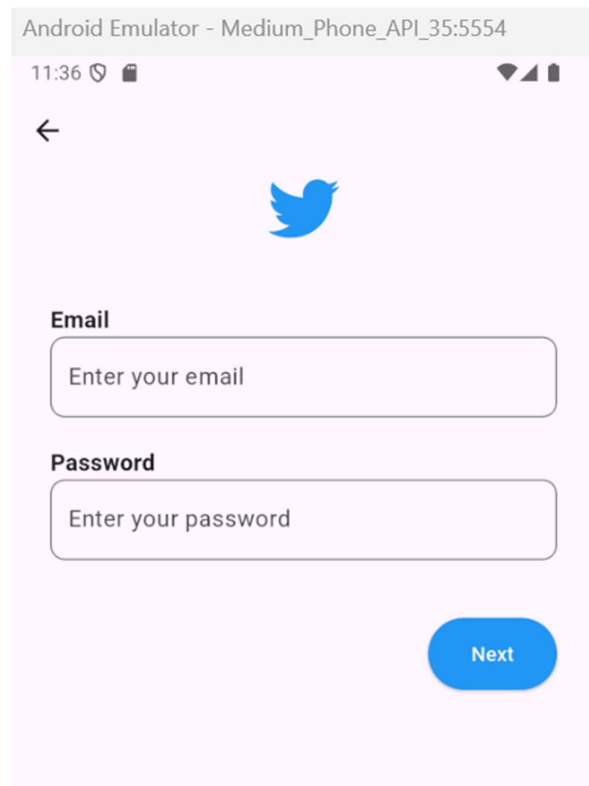 Android Emulator - Medium_Phone_API_35:5554
11:36
Email
Enter your email
Password
Enter your password
Next